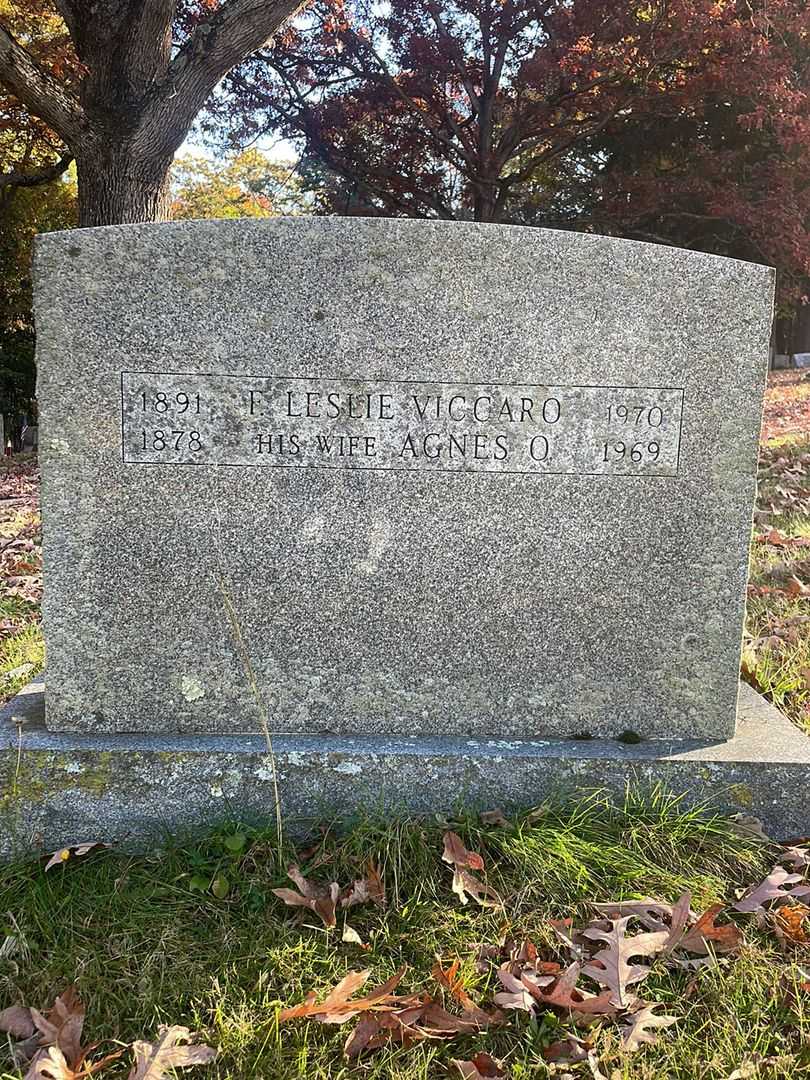 1891 F. LESLIE VICCARO 1970
1878 HIS WIFE AGNES O. 1969